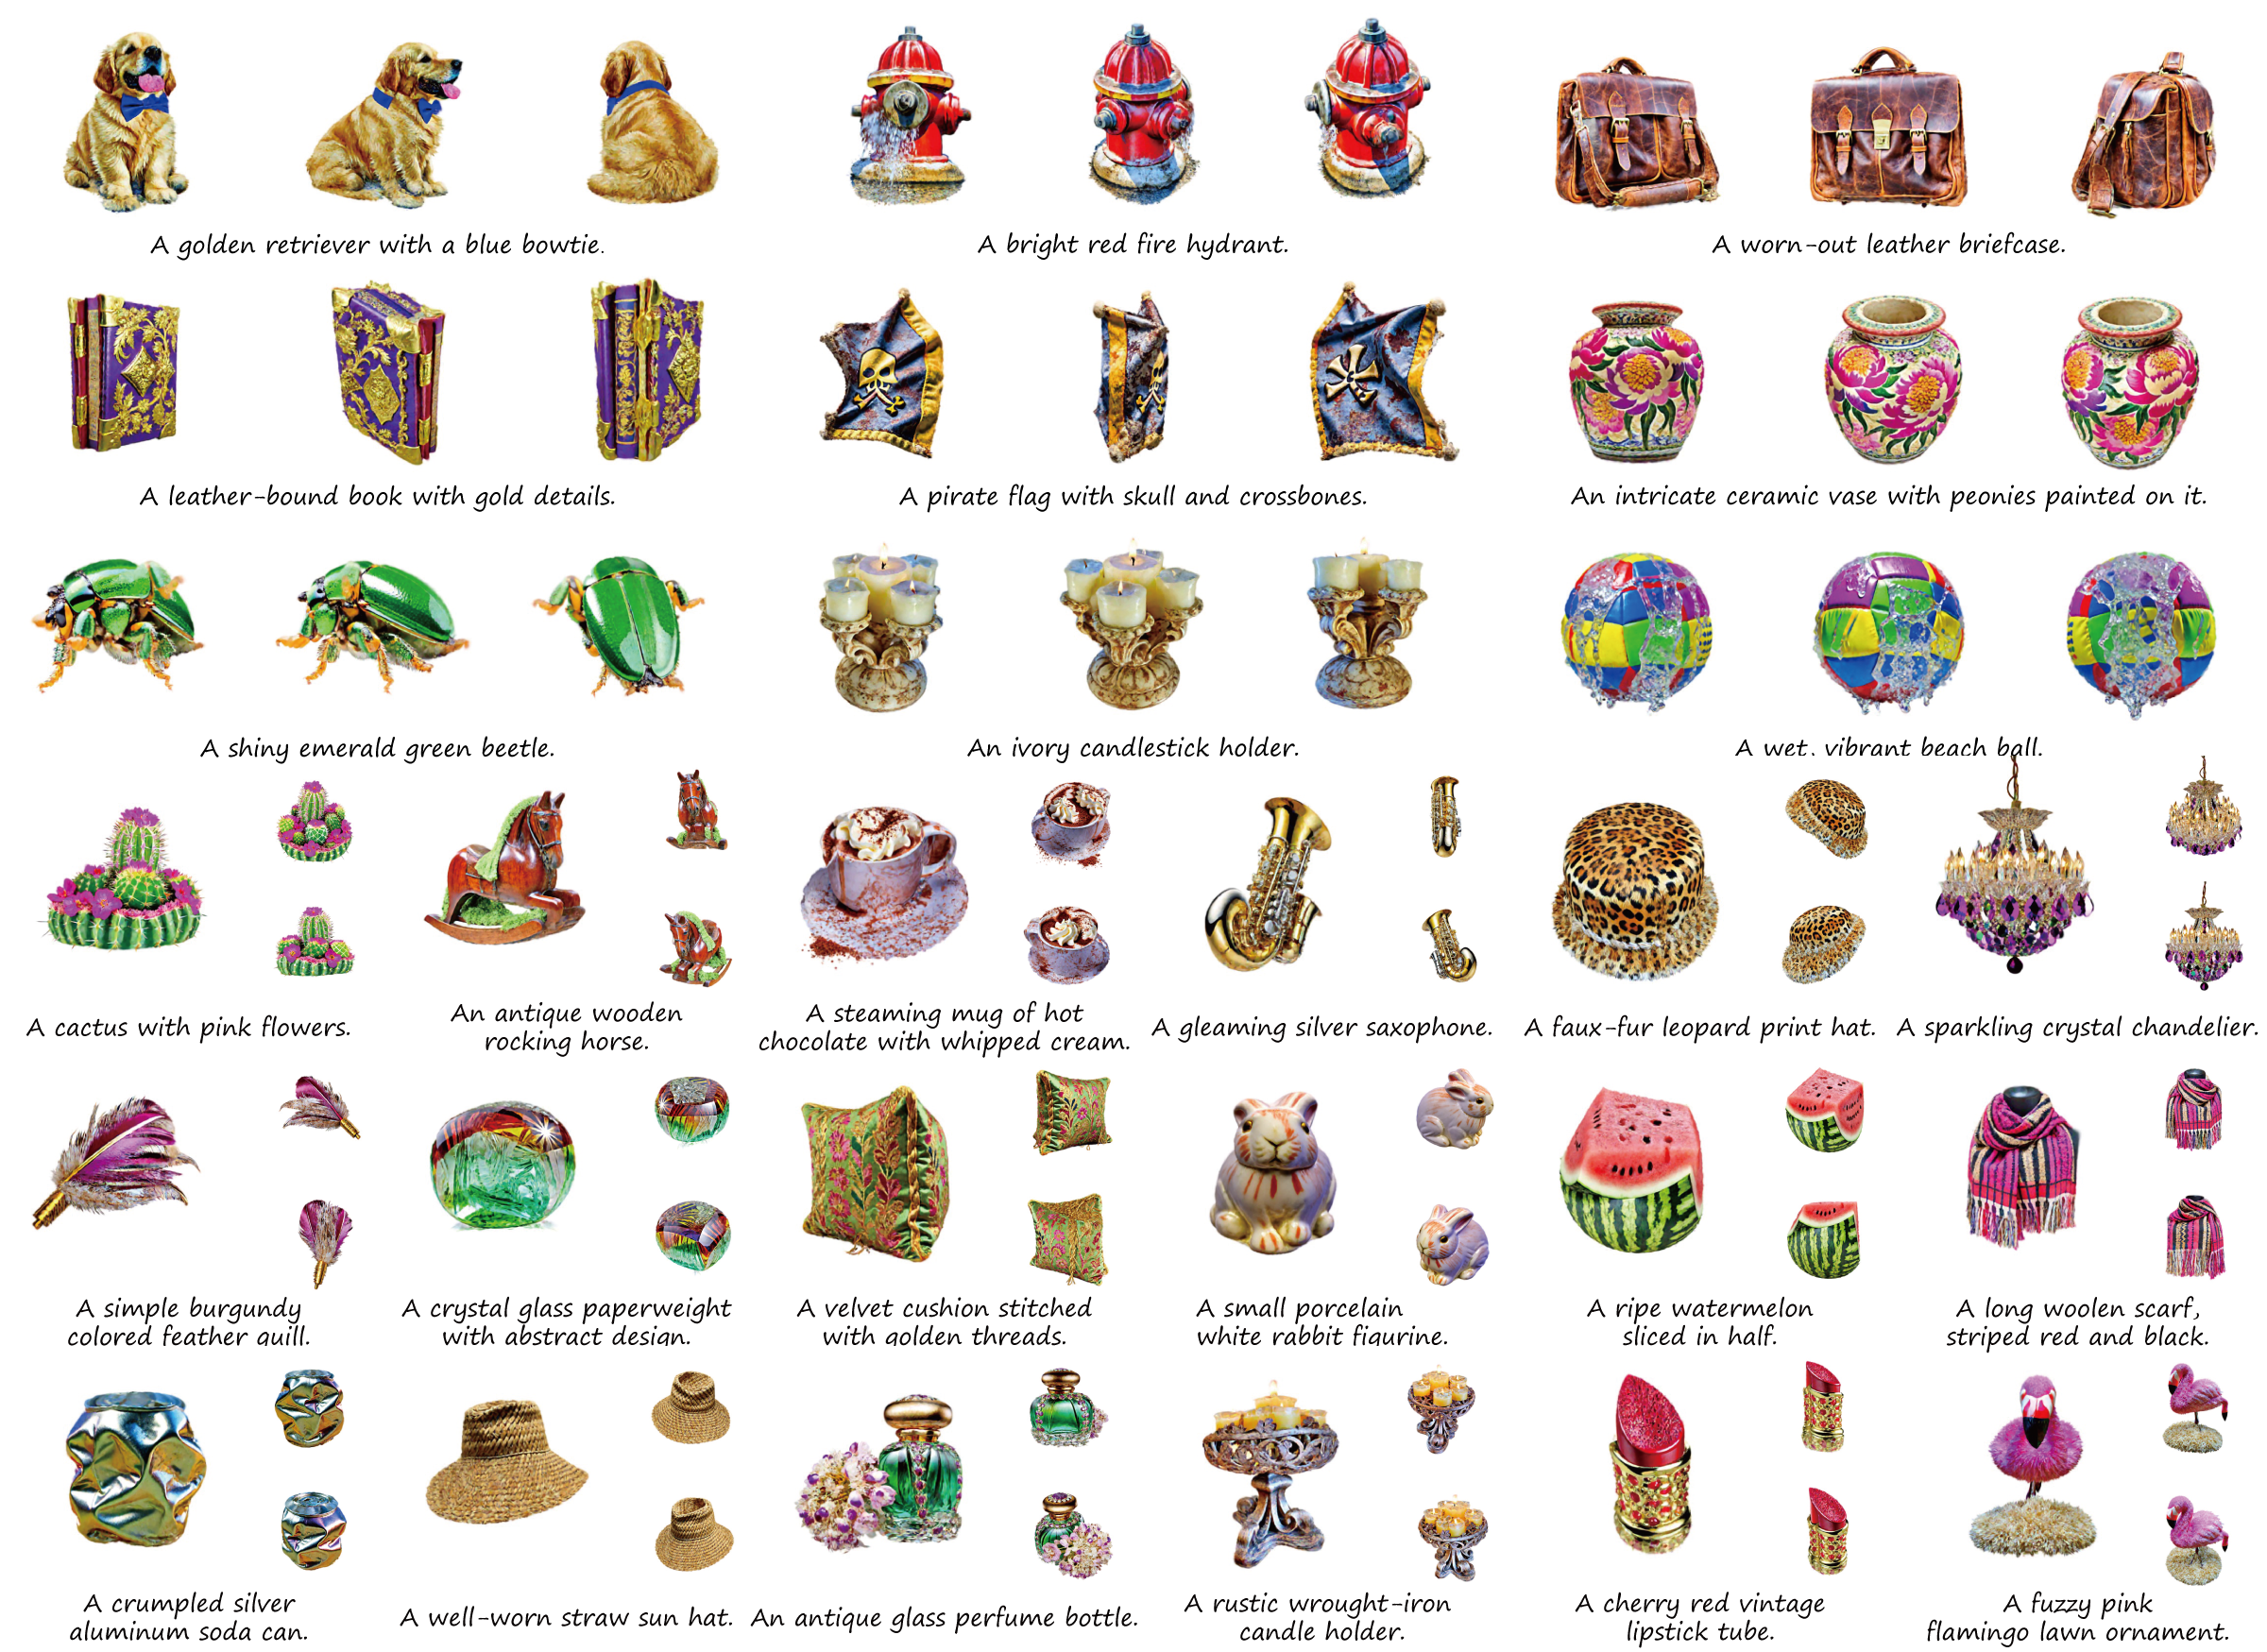 A golden retriever with a blue bowtie.
A bright red fire hydrant.
A worn-out leather briefcase.
A leather-bound book with gold details.
A pirate flag with skull and crossbones.
An intricate ceramic vase with peonies painted on it.
A shiny emerald green beetle.
An ivory candlestick holder.
A wet, vibrant beach ball.
A cactus with pink flowers.
An antique wooden
rocking horse.
A steaming mug of hot
chocolate with whipped cream.
A gleaming silver saxophone.
A faux-fur leopard print hat.
A sparkling crystal chandelier.
A simple burgundy
colored feather quill.
A crystal glass paperweight
with abstract design.
A velvet cushion stitched
with golden threads.
A small porcelain
white rabbit figurine.
A ripe watermelon
sliced in half.
A long woolen scarf,
striped red and black.
A crumpled silver
aluminum soda can.
A well-worn straw sun hat.
An antique glass perfume bottle.
A rustic wrought-iron
candle holder.
A cherry red vintage
lipstick tube.
A fuzzy pink
flamingo lawn ornament.